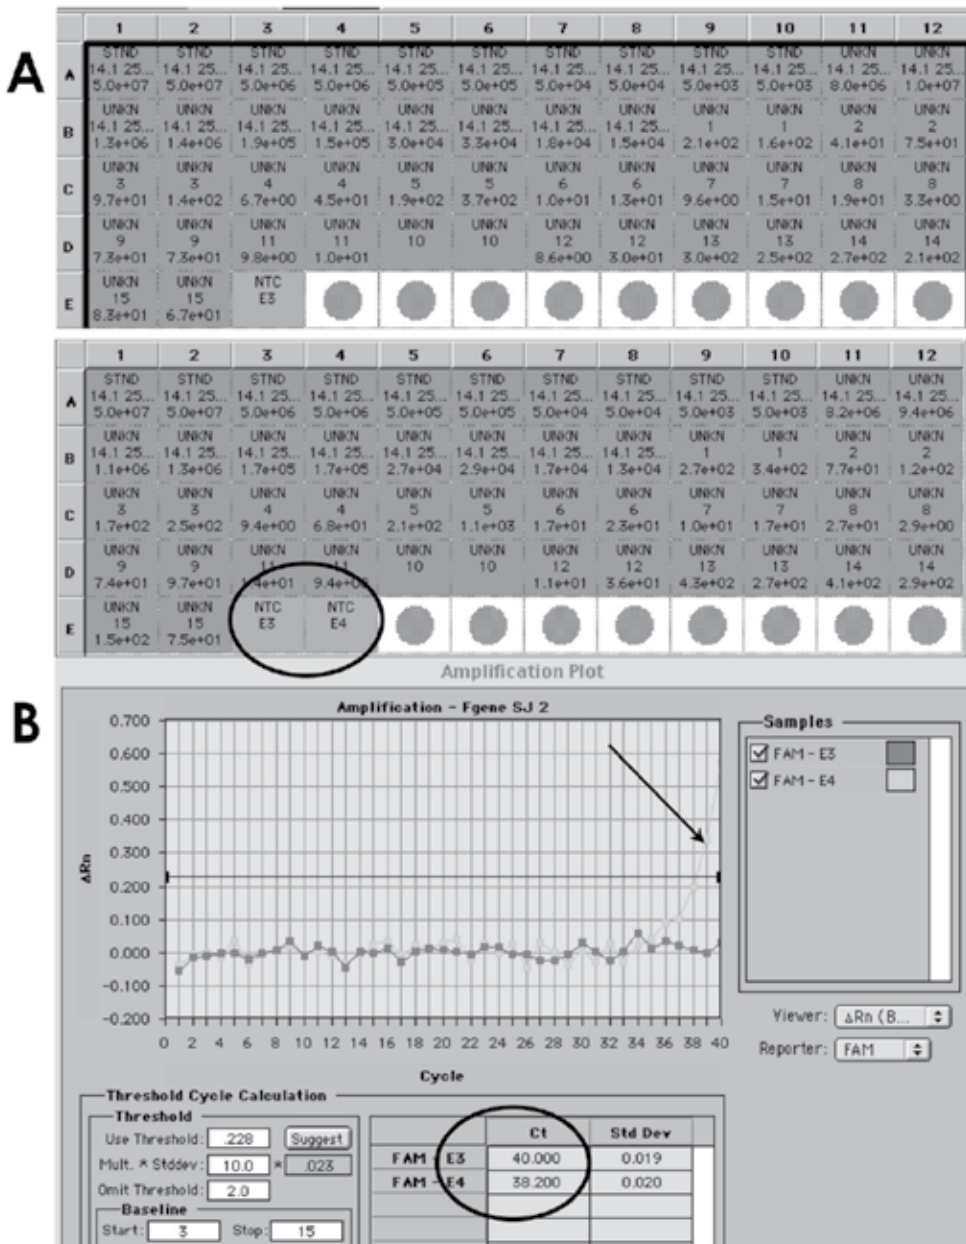 A
1 2 3 4 5 6 7 8 9 10 11 12
STND STND STND STND STND STND STND STND STND STND UNKN UNKN
A 14.1 25... 14.1 25... 14.1 25... 14.1 25... 14.1 25... 14.1 25... 14.1 25... 14.1 25... 14.1 25... 14.1 25... 14.1 25... 14.1 25...
5.0e+07 5.0e+07 5.0e+06 5.0e+06 5.0e+05 5.0e+05 5.0e+04 5.0e+04 5.0e+03 5.0e+03 8.0e+06 1.0e+07
UNKN UNKN UNKN UNKN UNKN UNKN UNKN UNKN UNKN UNKN UNKN UNKN
B 14.1 25... 14.1 25... 14.1 25... 14.1 25... 14.1 25... 14.1 25... 14.1 25... 14.1 25... 1 1 2 2
1.3e+06 1.4e+06 1.9e+05 1.5e+05 3.0e+04 3.3e+04 1.8e+04 1.5e+04 2.1e+02 1.6e+02 4.1e+01 7.5e+01
UNKN UNKN UNKN UNKN UNKN UNKN UNKN UNKN UNKN UNKN UNKN UNKN
C 3 3 4 4 5 5 6 6 7 7 8 8
9.7e+01 1.4e+02 6.7e+00 4.5e+01 1.9e+02 3.7e+02 1.0e+01 1.3e+01 9.6e+00 1.5e+01 1.9e+01 3.3e+00
UNKN UNKN UNKN UNKN UNKN UNKN UNKN UNKN UNKN UNKN UNKN UNKN
D 9 9 11 11 10 10 12 12 13 13 14 14
7.3e+01 7.3e+01 9.8e+00 1.0e+01 8.6e+00 3.0e+01 3.0e+02 2.5e+02 2.7e+02 2.1e+02
UNKN UNKN NTC
E 15 15 E3
8.3e+01 6.7e+01
1 2 3 4 5 6 7 8 9 10 11 12
STND STND STND STND STND STND STND STND STND STND UNKN UNKN
A 14.1 25... 14.1 25... 14.1 25... 14.1 25... 14.1 25... 14.1 25... 14.1 25... 14.1 25... 14.1 25... 14.1 25... 14.1 25... 14.1 25...
5.0e+07 5.0e+07 5.0e+06 5.0e+06 5.0e+05 5.0e+05 5.0e+04 5.0e+04 5.0e+03 5.0e+03 8.2e+06 9.4e+06
UNKN UNKN UNKN UNKN UNKN UNKN UNKN UNKN UNKN UNKN UNKN UNKN
B 14.1 25... 14.1 25... 14.1 25... 14.1 25... 14.1 25... 14.1 25... 14.1 25... 14.1 25... 1 1 2 2
1.1e+06 1.3e+06 1.7e+05 1.7e+05 2.7e+04 2.9e+04 1.7e+04 1.3e+04 2.7e+02 3.4e+02 7.7e+01 1.2e+02
UNKN UNKN UNKN UNKN UNKN UNKN UNKN UNKN UNKN UNKN UNKN UNKN
C 3 3 4 4 5 5 6 6 7 7 8 8
1.7e+02 2.5e+02 9.4e+00 6.8e+01 2.1e+02 1.1e+03 1.7e+01 2.3e+01 1.0e+01 1.7e+01 2.7e+01 2.9e+00
UNKN UNKN UNKN UNKN UNKN UNKN UNKN UNKN UNKN UNKN UNKN UNKN
D 9 9 11 11 10 10 12 12 13 13 14 14
7.4e+01 9.7e+01 1.1e+01 3.6e+01 4.3e+02 2.7e+02 4.1e+02 2.9e+02
UNKN UNKN NTC NTC
E 15 15 E3 E4
1.5e+02 7.5e+01
Amplification Plot
B
Amplification - Fgene SJ 2
0.700
0.600
0.500
0.400
0.300
0.200
0.100
0.000
-0.100
-0.200
ΔRn
0 2 4 6 8 10 12 14 16 18 20 22 24 26 28 30 32 34 36 38 40
Cycle
Samples
FAM - E3
FAM - E4
Viewer: ΔRn (B...
Reporter: FAM
Threshold Cycle Calculation
Threshold
Use Threshold: .228 Suggest
Mult. * Stddev: 10.0 * .023
Omit Threshold: 2.0
Baseline
Start: 3 Stop: 15
Ct Std Dev
FAM - E3 40.000 0.019
FAM - E4 38.200 0.020